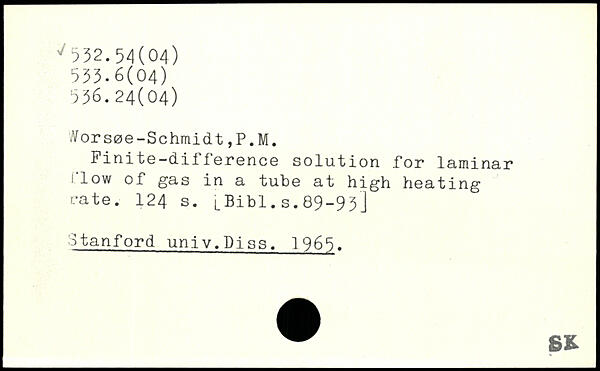 ✓532.54(04)
533.6(04)
536.24(04)
Worsøe-Schmidt,P.M.
Finite-difference solution for laminar
flow of gas in a tube at high heating
rate. 124 s. [Bibl.s.89-93]
Stanford univ.Diss. 1965.
SK